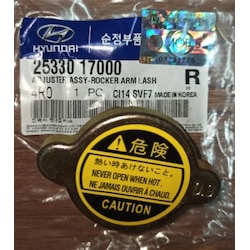 HYUNDAI
순정부품
25330 17000
ADJUSTER ASSY-ROCKER ARM LASH
R
4R0 1 PC CI14 SVF7 MADE IN KOREA
危険
熱い時あけないこと。
NEVER OPEN WHEN HOT.
NE JAMAIS OUVRIR À CHAUD.
CAUTION